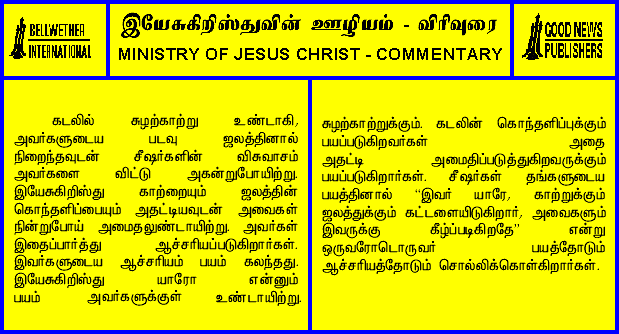 BELLWETHER
INTERNATIONAL
இயேசுகிறிஸ்துவின் ஊழியம் - விரிவுரை
MINISTRY OF JESUS CHRIST - COMMENTARY
GOOD NEWS
PUBLISHERS
கடலில் சுழற்காற்று உண்டாகி,
அவர்களுடைய படவு ஜலத்தினால்
நிறைந்தவுடன் சீஷர்களின் விசுவாசம்
அவர்களை விட்டு அகன்றுபோயிற்று.
இயேசுகிறிஸ்து காற்றையும் ஜலத்தின்
கொந்தளிப்பையும் அதட்டியவுடன் அவைகள்
நின்றுபோய் அமைதலுண்டாயிற்று. அவர்கள்
இதைப்பார்த்து ஆச்சரியப்படுகிறார்கள்.
இவர்களுடைய ஆச்சரியம் பயம் கலந்தது.
இயேசுகிறிஸ்து யாரோ என்னும்
பயம் அவர்களுக்குள் உண்டாயிற்று.
சுழற்காற்றுக்கும். கடலின் கொந்தளிப்புக்கும்
பயப்படுகிறவர்கள் அதை
அதட்டி அமைதிப்படுத்துகிறவருக்கும்
பயப்படுகிறார்கள். சீஷர்கள் தங்களுடைய
பயத்தினால் “இவர் யாரே, காற்றுக்கும்
ஜலத்துக்கும் கட்டளையிடுகிறார், அவைகளும்
இவருக்கு கீழ்ப்படிகிறதே” என்று
ஒருவரோடொருவர் பயத்தோடும்
ஆச்சரியத்தோடும் சொல்லிக்கொள்கிறார்கள்.